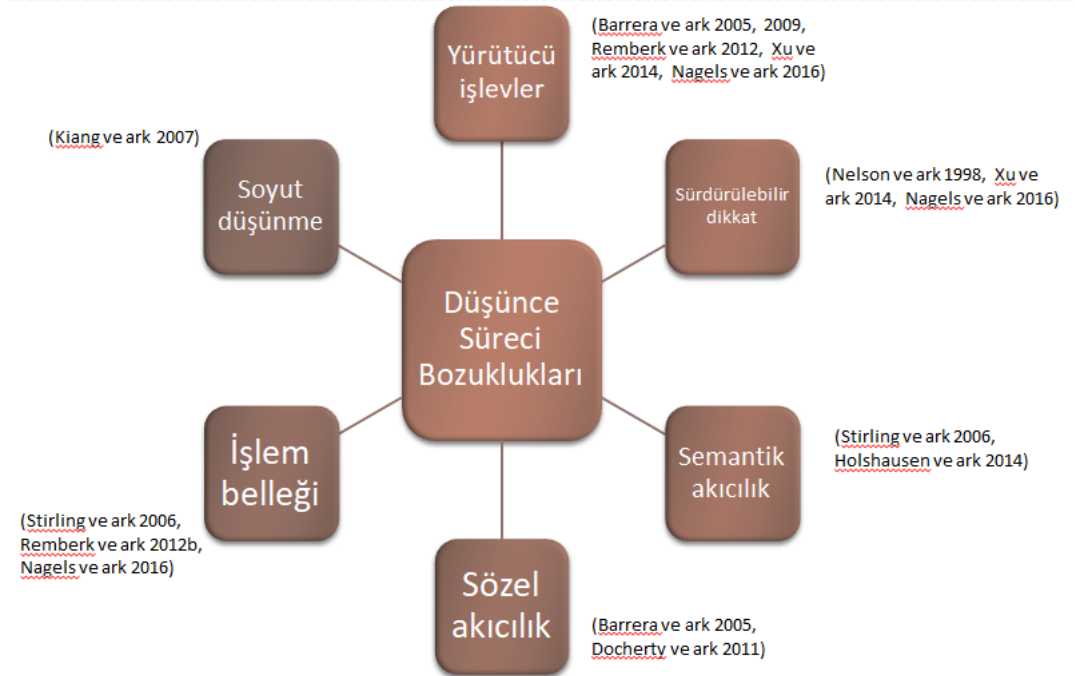 Yürütücü
işlevler
(Barrera ve ark 2005, 2009,
Remberk ve ark 2012, Xu ve
ark 2014, Nagels ve ark 2016)
(Kiang ve ark 2007)
Soyut
düşünme
Sürdürülebilir
dikkat
(Nelson ve ark 1998, Xu ve
ark 2014, Nagels ve ark 2016)
Düşünce
Süreci
Bozuklukları
İşlem
belleği
(Stirling ve ark 2006,
Remberk ve ark 2012b,
Nagels ve ark 2016)
Semantik
akıcılık
(Stirling ve ark 2006,
Holshausen ve ark 2014)
Sözel
akıcılık
(Barrera ve ark 2005,
Docherty ve ark 2011)